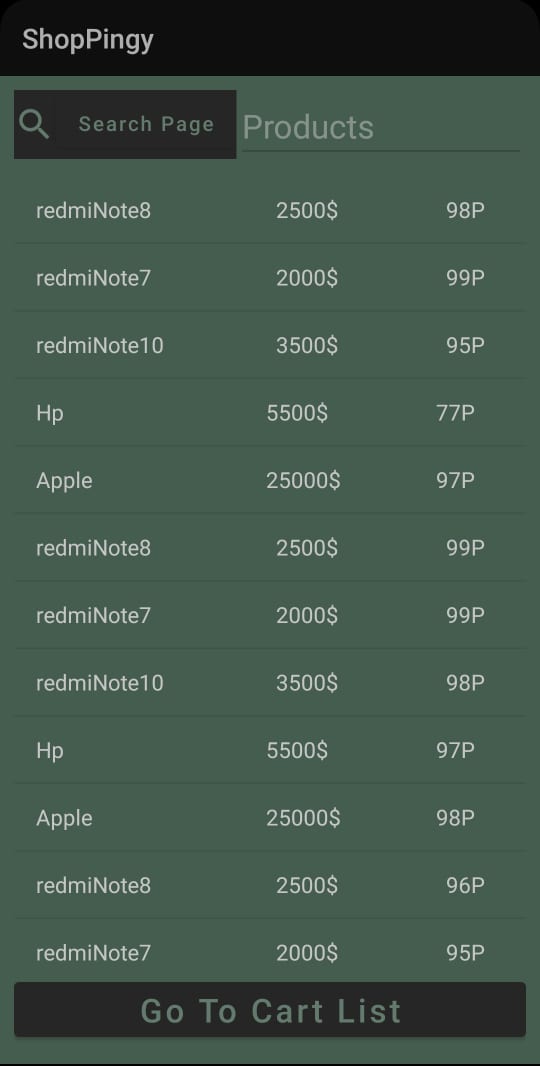 ShopPingy
Search Page Products
redmiNote8 2500$ 98P
redmiNote7 2000$ 99P
redmiNote10 3500$ 95P
Hp 5500$ 77P
Apple 25000$ 97P
redmiNote8 2500$ 99P
redmiNote7 2000$ 99P
redmiNote10 3500$ 98P
Hp 5500$ 97P
Apple 25000$ 98P
redmiNote8 2500$ 96P
redmiNote7 2000$ 95P
Go To Cart List